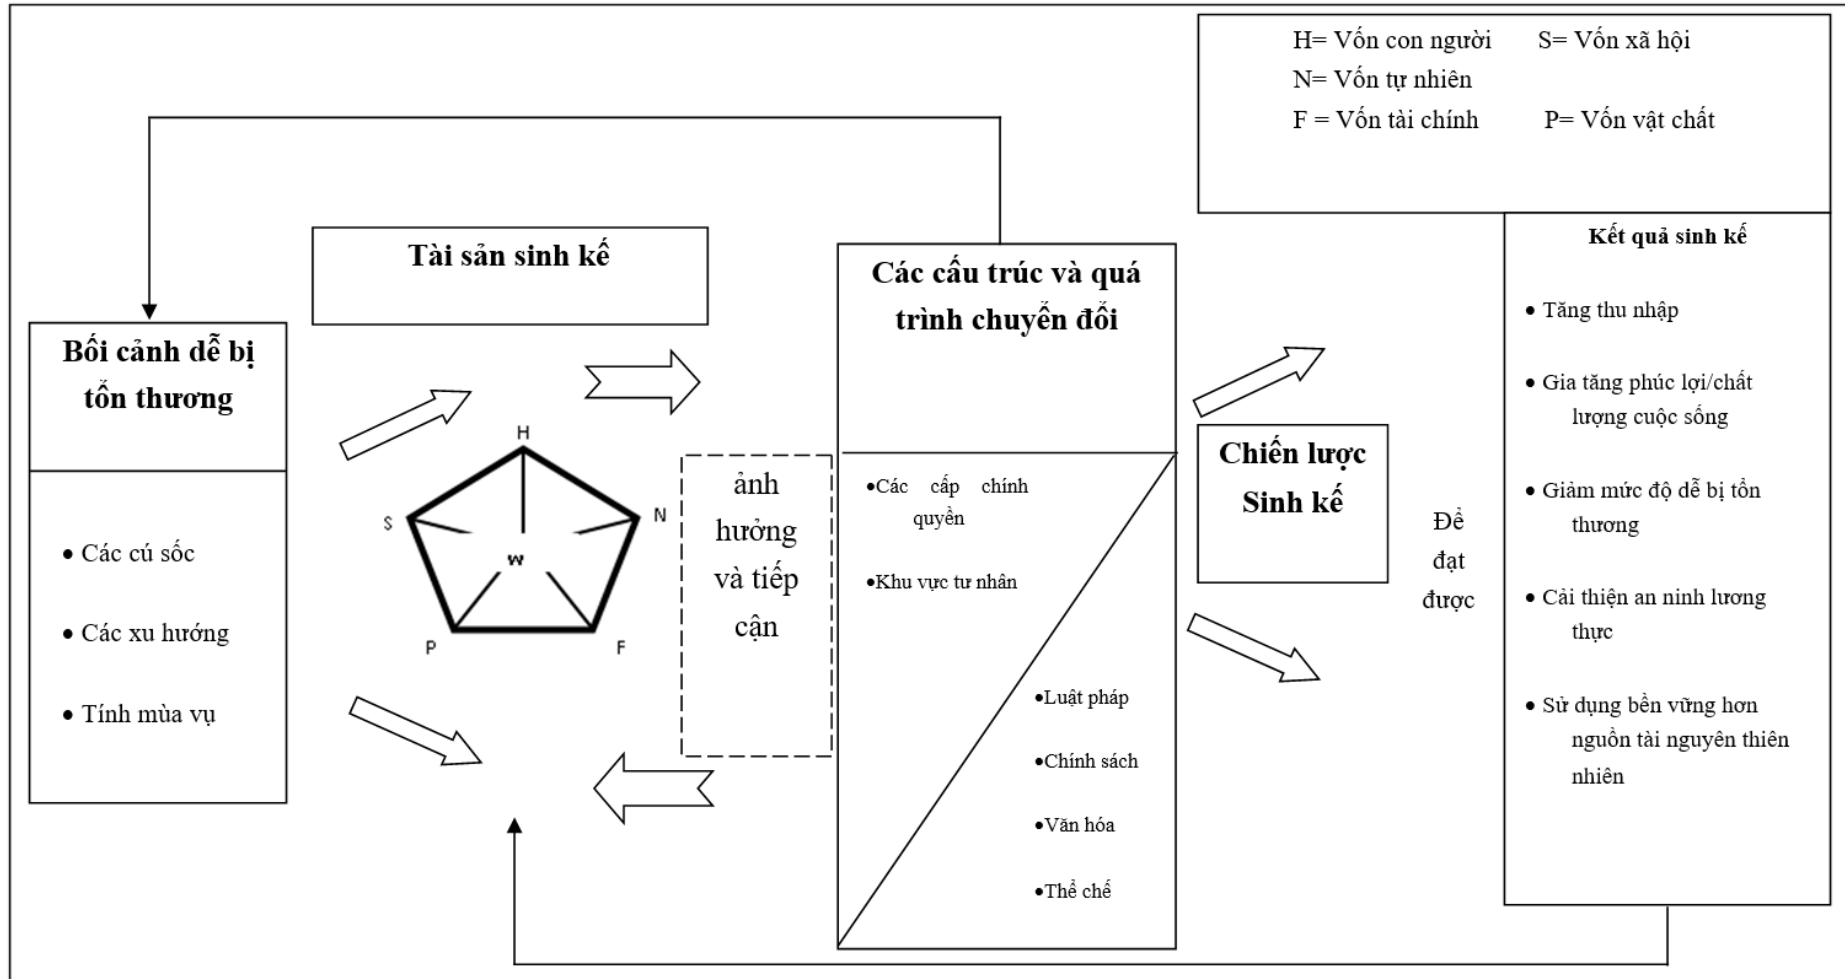 H= Vốn con người S= Vốn xã hội
N= Vốn tự nhiên
F = Vốn tài chính P= Vốn vật chất
Tài sản sinh kế
Bối cảnh dễ bị
tổn thương
• Các cú sốc
• Các xu hướng
• Tính mùa vụ
H
S
N
w
P
F
ảnh
hưởng
và tiếp
cận
Các cấu trúc và quá
trình chuyển đổi
•Các cấp chính
quyền
•Khu vực tư nhân
•Luật pháp
•Chính sách
•Văn hóa
•Thể chế
Chiến lược
Sinh kế
Để
đạt
được
Kết quả sinh kế
• Tăng thu nhập
• Gia tăng phúc lợi/chất
lượng cuộc sống
• Giảm mức độ dễ bị tổn
thương
• Cải thiện an ninh lương
thực
• Sử dụng bền vững hơn
nguồn tài nguyên thiên
nhiên